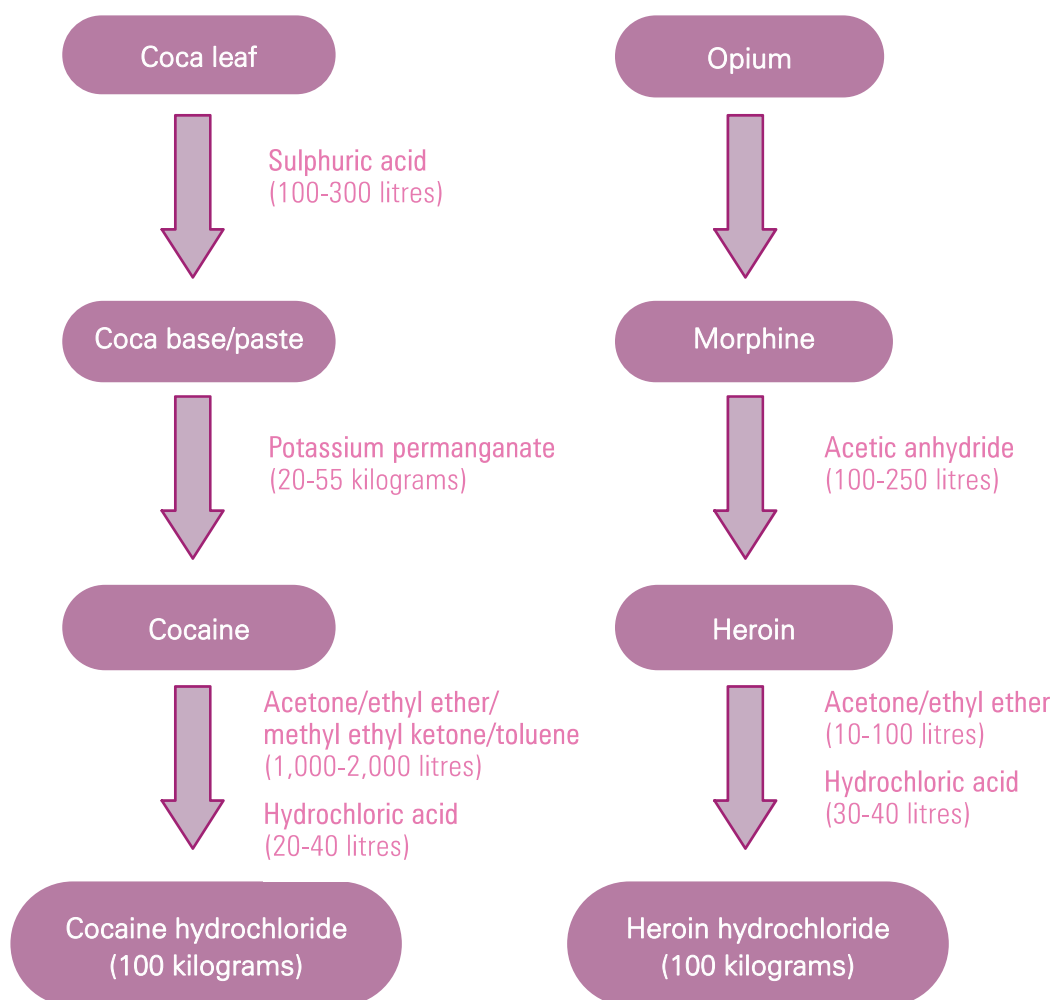 Coca leaf
Sulphuric acid
(100-300 litres)
Coca base/paste
Potassium permanganate
(20-55 kilograms)
Cocaine
Acetone/ethyl ether/
methyl ethyl ketone/toluene
(1,000-2,000 litres)
Hydrochloric acid
(20-40 litres)
Cocaine hydrochloride
(100 kilograms)
Opium
Morphine
Acetic anhydride
(100-250 litres)
Heroin
Acetone/ethyl ether
(10-100 litres)
Hydrochloric acid
(30-40 litres)
Heroin hydrochloride
(100 kilograms)